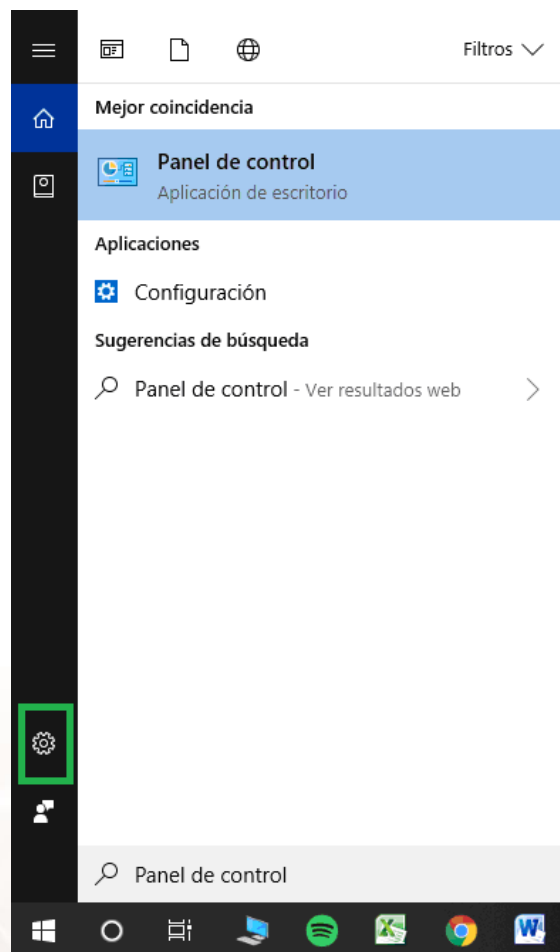 Filtros
Mejor coincidencia
Panel de control
Aplicación de escritorio
Aplicaciones
Configuración
Sugerencias de búsqueda
Panel de control - Ver resultados web
Panel de control